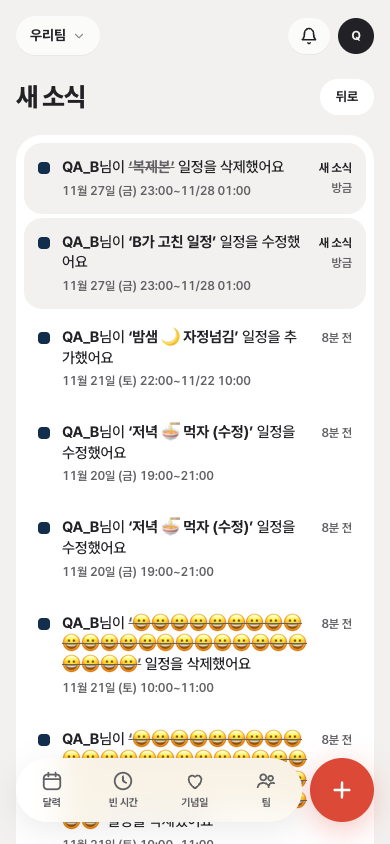 우리팀
Q
새 소식
뒤로
QA_B님이 ‘복제본’ 일정을 삭제했어요
새 소식
11월 27일 (금) 23:00~11/28 01:00
방금
QA_B님이 ‘B가 고친 일정’ 일정을 수정했
어요
새 소식
방금
11월 27일 (금) 23:00~11/28 01:00
QA_B님이 ‘밤샘 🌙 자정넘김’ 일정을 추
가했어요
8분 전
11월 21일 (토) 22:00~11/22 10:00
QA_B님이 ‘저녁 🍜 먹자 (수정)’ 일정을
수정했어요
8분 전
11월 20일 (금) 19:00~21:00
QA_B님이 ‘저녁 🍜 먹자 (수정)’ 일정을
수정했어요
8분 전
11월 20일 (금) 19:00~21:00
QA_B님이 ‘😀😀😀😀😀😀😀😀😀
😀😀😀😀😀😀😀😀😀😀😀😀😀
😀😀😀😀’ 일정을 삭제했어요
8분 전
11월 21일 (토) 10:00~11:00
QA_B님이 ‘😀😀😀😀😀😀😀😀😀
8분 전
달력
빈 시간
기념일
팀